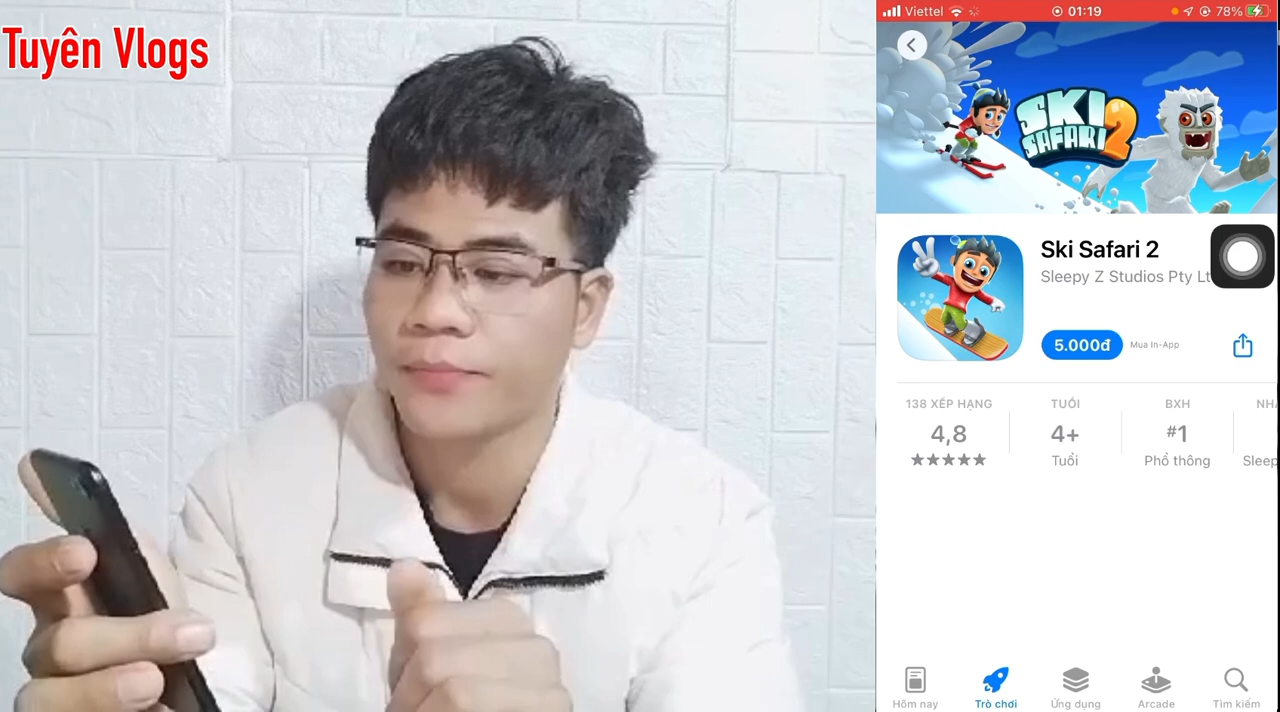 Tuyên Vlogs
Viettel 01:19 78%
SKI
SAFARI 2
Ski Safari 2
Sleepy Z Studios Pty Lt
5.000đ Mua In-App
138 XẾP HẠNG TUỔI BXH NHÀ
4,8 4+ #1
Tuổi Phổ thông Sleep
Hôm nay Trò chơi Ứng dụng Arcade Tìm kiếm